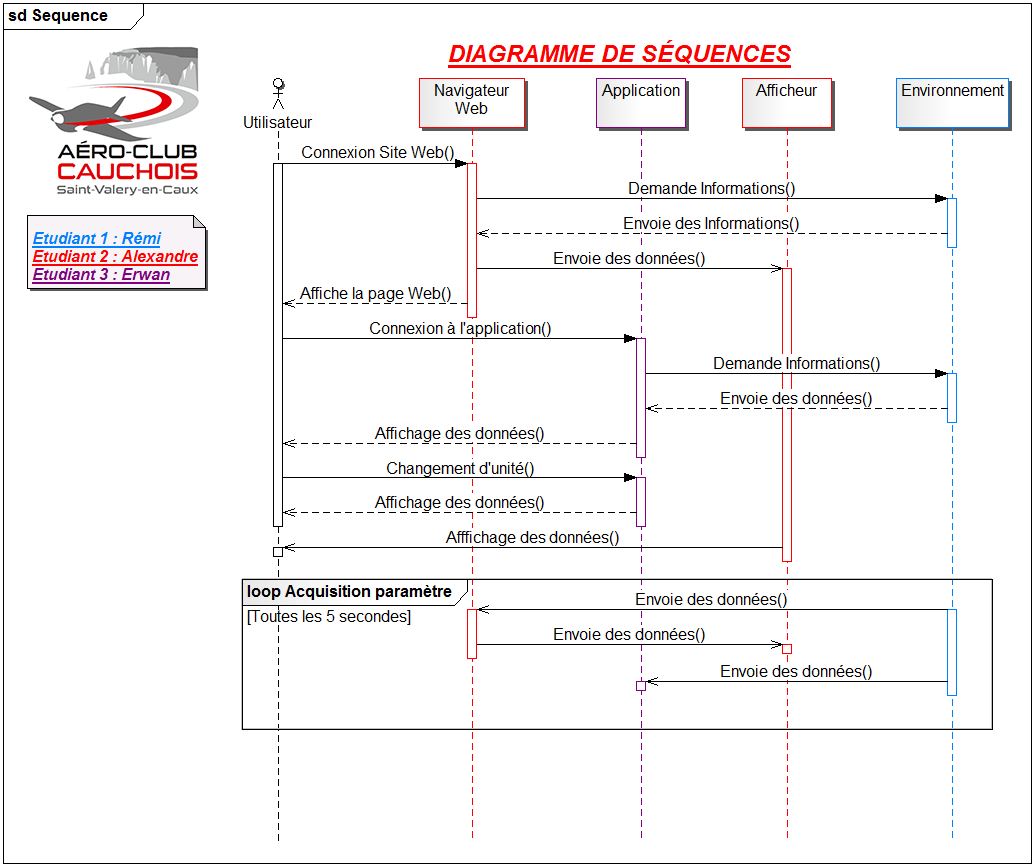 sd Sequence
DIAGRAMME DE SÉQUENCES
AÉRO-CLUB
CAUCHOIS
Saint-Valery-en-Caux
Etudiant 1 : Rémi
Etudiant 2 : Alexandre
Etudiant 3 : Erwan
Utilisateur
Navigateur
Web
Application
Afficheur
Environnement
Connexion Site Web()
Demande Informations()
Envoie des Informations()
Envoie des données()
Affiche la page Web()
Connexion à l'application()
Demande Informations()
Envoie des données()
Affichage des données()
Changement d'unité()
Affichage des données()
Afffichage des données()
loop Acquisition paramètre
[Toutes les 5 secondes]
Envoie des données()
Envoie des données()
Envoie des données()